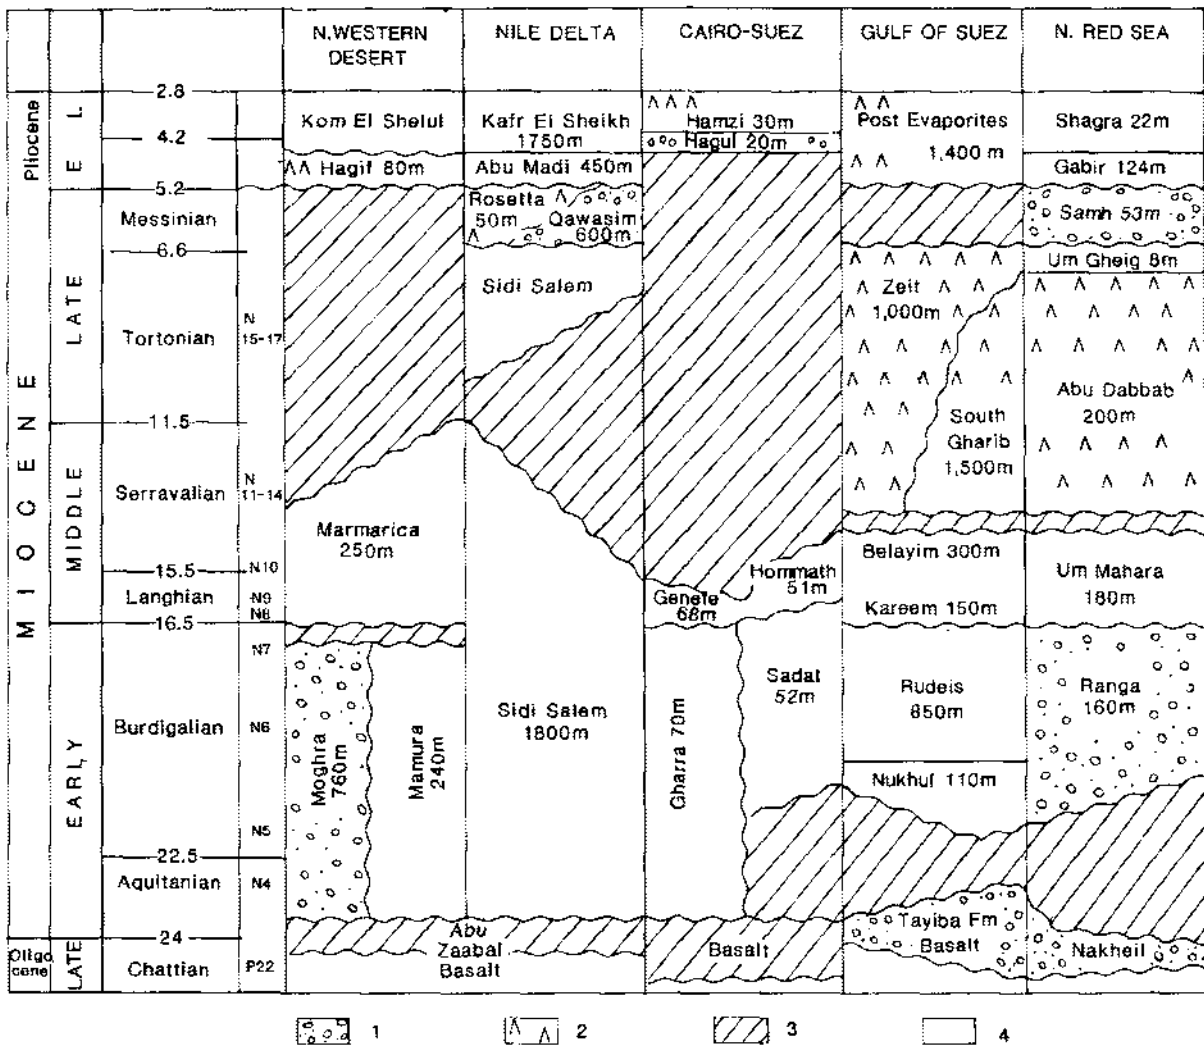 N.WESTERN DESERT
NILE DELTA
CAIRO-SUEZ
GULF OF SUEZ
N. RED SEA
Pliocene
E L
MIOCENE
LATE
MIDDLE
EARLY
Oligo
cene
LATE
2.8
4.2
5.2
Messinian
6.6
Tortonian
N
15-17
11.5
Serravalian
N
11-14
15.5
N10
Langhian
N9
N8
16.5
N7
Burdigalian
N6
N5
22.5
Aquitanian
N4
24
Chattian
P22
Kom El Shelul
Hagif 80m
Marmarica
250m
Moghra
760m
Mamura
240m
Abu
Zaabal
Basalt
Kafr El Sheikh
1750m
Abu Madi 450m
Rosetta
50m
Qawasim
600m
Sidi Salem
Sidi Salem
1800m
Hamzi 30m
Hagul 20m
Genefe
68m
Hommath
51m
Sadat
52m
Gharra 70m
Basalt
Post Evaporites
1,400 m
Zeit
1,000m
South
Gharib
1,500m
Belayim 300m
Kareem 150m
Rudeis
650m
Nukhul 110m
Tayiba Fm
Basalt
Shagra 22m
Gabir 124m
Samh 53m
Um Gheig 8m
Abu Dabbab
200m
Um Mahara
180m
Ranga
160m
Nakheil
1
2
3
4